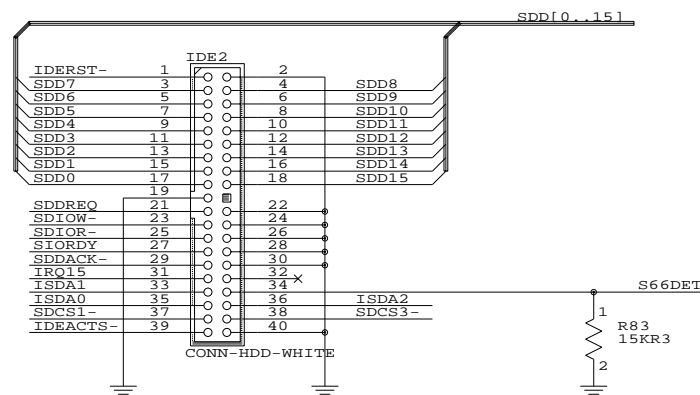 SDD[0..15]
IDE2
IDERST- 1 2
SDD7 3 4 SDD8
SDD6 5 6 SDD9
SDD5 7 8 SDD10
SDD4 9 10 SDD11
SDD3 11 12 SDD12
SDD2 13 14 SDD13
SDD1 15 16 SDD14
SDD0 17 18 SDD15
19
SDDREQ 21 22
SDIOW- 23 24
SDIOR- 25 26
SIORDY 27 28
SDDACK- 29 30
IRQ15 31 32
ISDA1 33 34 S66DET
ISDA0 35 36 ISDA2
SDCS1- 37 38 SDCS3-
IDEACTS- 39 40
CONN-HDD-WHITE
1
R83
15KR3
2